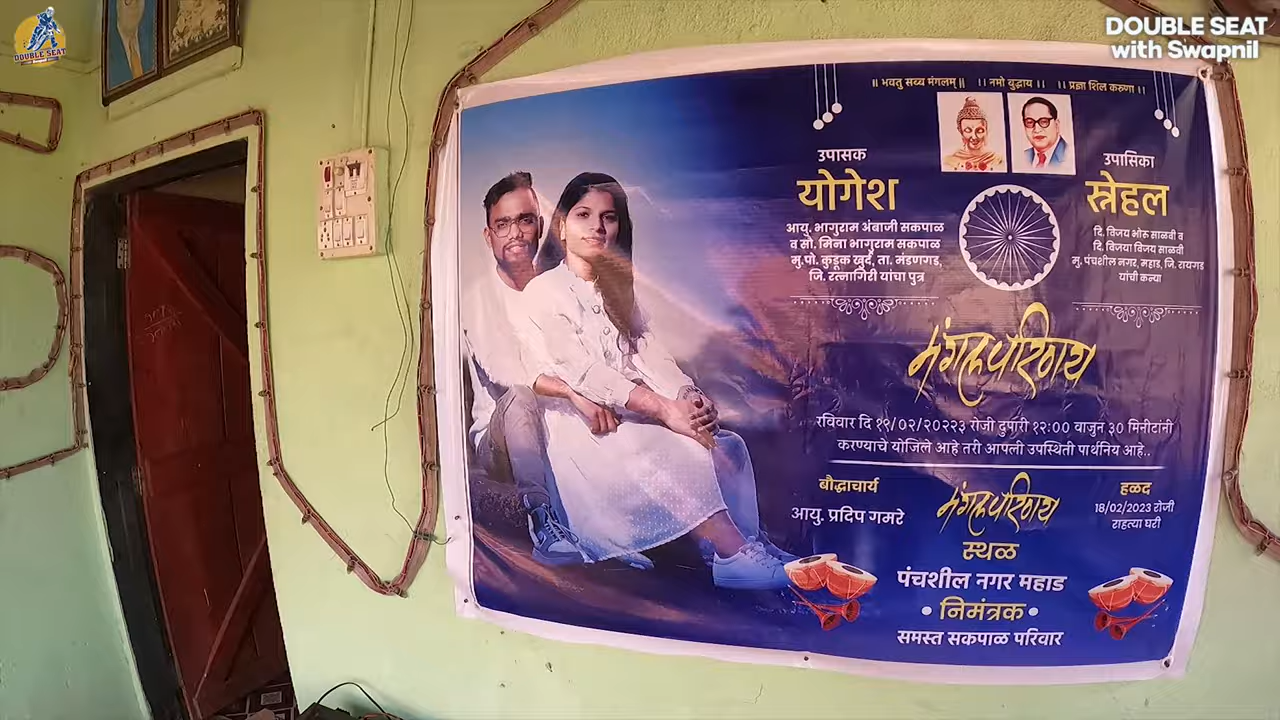 DOUBLE SEAT
DOUBLE SEAT
with Swapnil
॥ भवतु सब्ब मंगलम् ॥ ।। नमो बुद्धाय ।। ।। प्रज्ञा शिल करुणा ।।
उपासक
योगेश
आयु. भागुराम अंबाजी सकपाळ
व सौ. मिना भागुराम सकपाळ
मु.पो. कुडूक खुर्द, ता. मंडणगड,
जि. रत्नागिरी यांचा पुत्र
उपासिका
स्नेहल
दि. विजय भोरू साळवी व
दि. विजया विजय साळवी
मु. पंचशील नगर, महाड, जि. रायगड
यांची कन्या
मंगलपरिणय
रविवार दि १९/०२/२०२२३ रोजी दुपारी १२:०० वाजून ३० मिनीटांनी
करण्याचे योजिले आहे तरी आपली उपस्थिती प्रार्थनिय आहे..
बौद्धाचार्य
आयु. प्रदिप गमरे
मंगलपरिणय
स्थळ
पंचशील नगर महाड
• निमंत्रक •
समस्त सकपाळ परिवार
हळद
18/02/2023 रोजी
राहत्या घरी